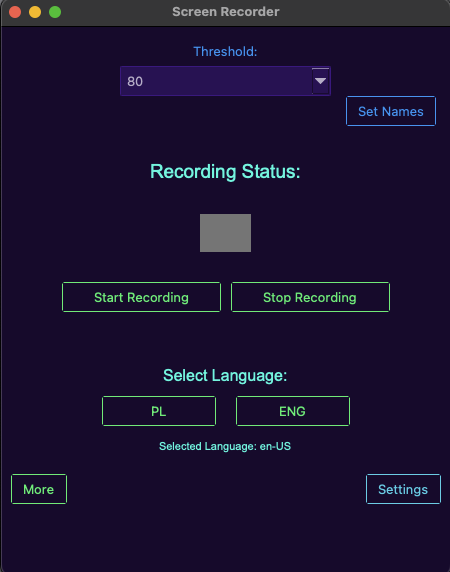 Screen Recorder
Threshold:
80
Set Names
Recording Status:
Start Recording Stop Recording
Select Language:
PL ENG
Selected Language: en-US
More Settings